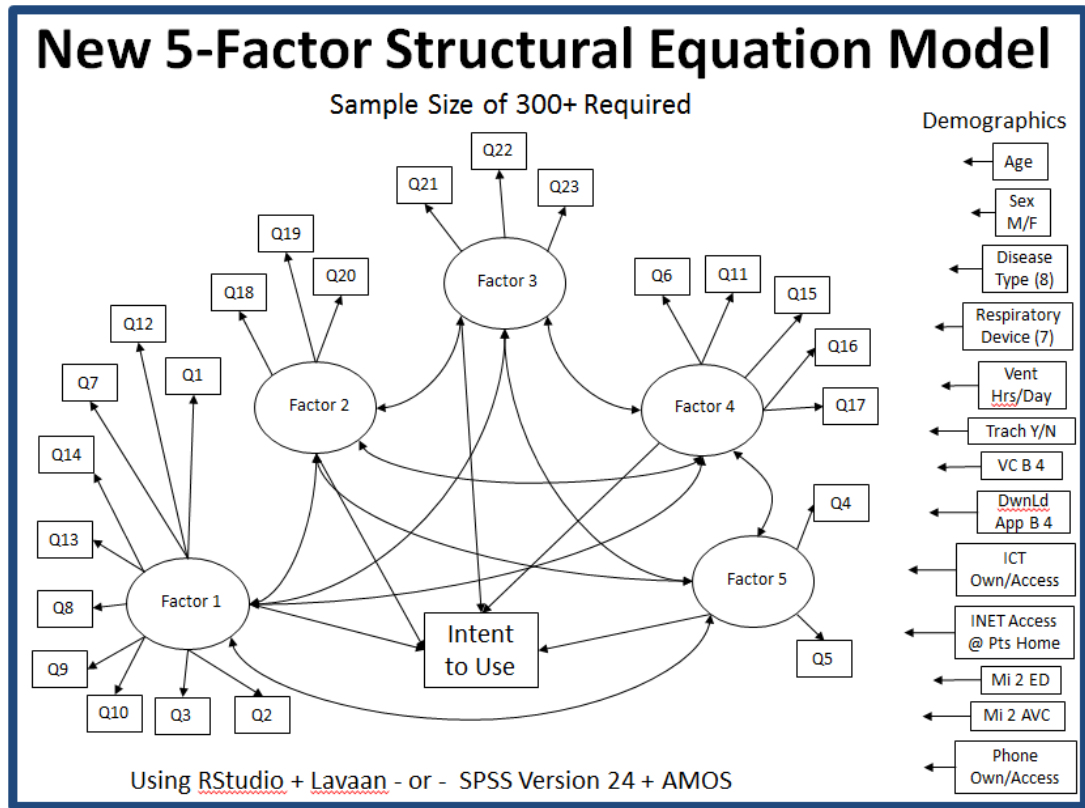 New 5-Factor Structural Equation Model
Sample Size of 300+ Required
Demographics
Q22
Q21
Q23
Q19
Q18
Q20
Factor 3
Q6
Q11
Q15
Q16
Q17
Q12
Q7
Q1
Factor 2
Factor 4
Q14
Q13
Q4
Factor 5
Factor 1
Q8
Intent
to Use
Q9
Q10
Q3
Q2
Q5
Age
Sex
M/F
Disease
Type (8)
Respiratory
Device (7)
Vent
Hrs/Day
Trach Y/N
VC B 4
DwnLd
App B 4
ICT
Own/Access
INET Access
@ Pts Home
Mi 2 ED
Mi 2 AVC
Phone
Own/Access
Using RStudio + Lavaan - or - SPSS Version 24 + AMOS